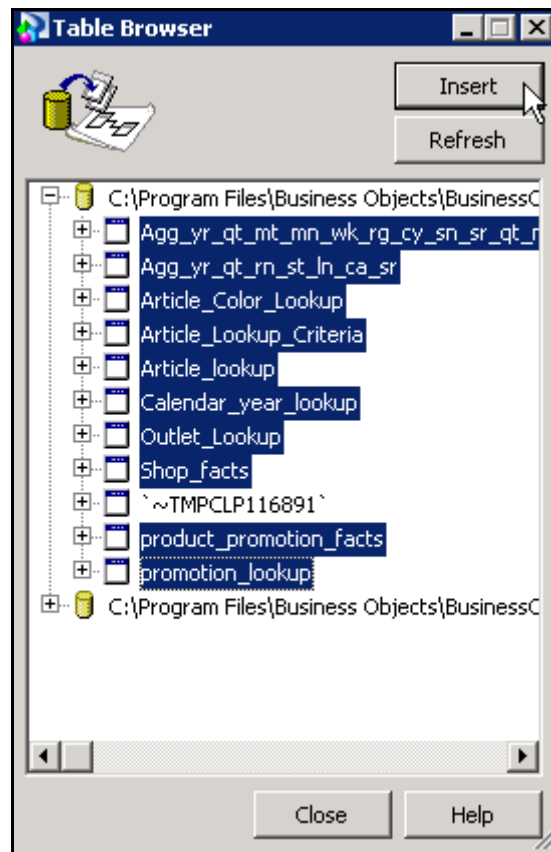 Table Browser
Insert
Refresh
C:\Program Files\Business Objects\BusinessC
Agg_yr_qt_mt_mn_wk_rg_cy_sn_sr_qt_r
Agg_yr_qt_rn_st_ln_ca_sr
Article_Color_Lookup
Article_Lookup_Criteria
Article_lookup
Calendar_year_lookup
Outlet_Lookup
Shop_facts
`~TMPCLP116891`
product_promotion_facts
promotion_lookup
C:\Program Files\Business Objects\BusinessC
Close
Help